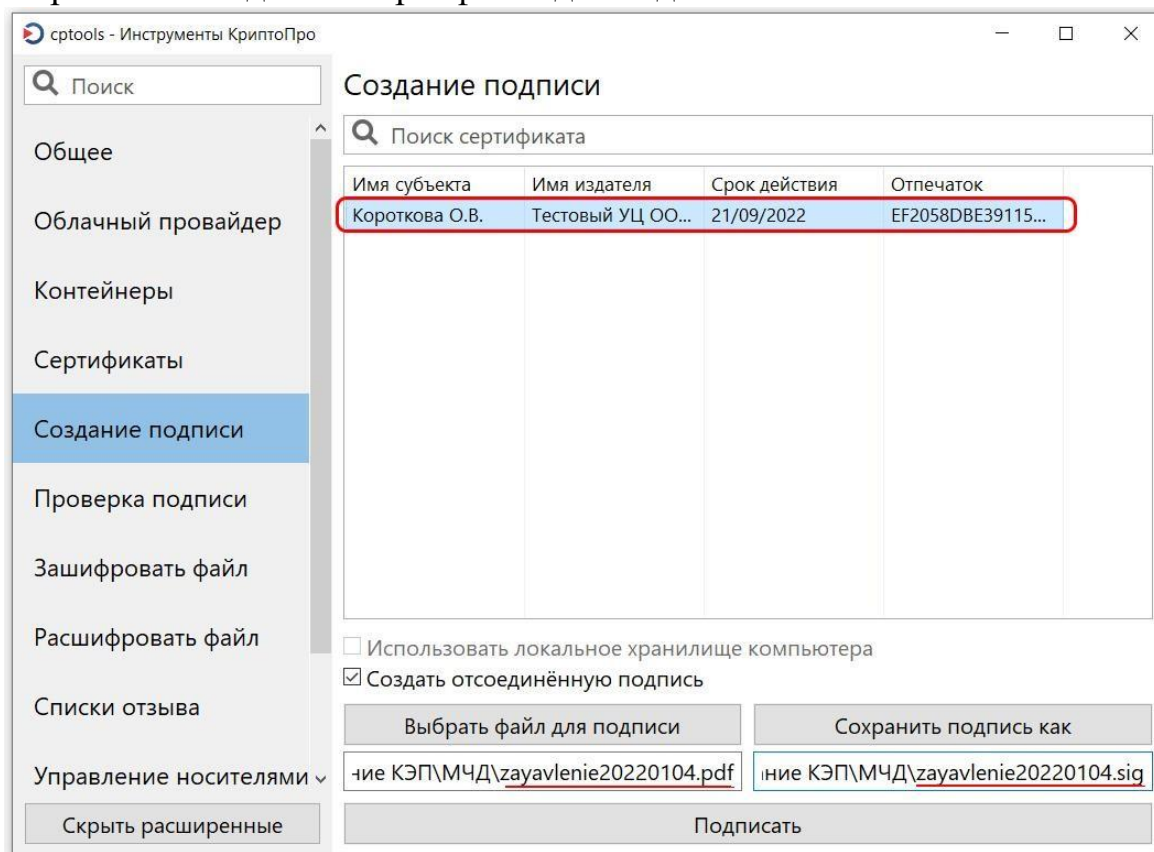 cptools - Инструменты КриптоПро
Поиск
Общее
Облачный провайдер
Контейнеры
Сертификаты
Создание подписи
Проверка подписи
Зашифровать файл
Расшифровать файл
Списки отзыва
Управление носителями
Скрыть расширенные
Создание подписи
Поиск сертификата
Имя субъекта Имя издателя Срок действия Отпечаток
Короткова О.В. Тестовый УЦ ОО... 21/09/2022 EF2058DBE39115...
Использовать локальное хранилище компьютера
Создать отсоединённую подпись
Выбрать файл для подписи Сохранить подпись как
ние КЭП\МЧД\zayavlenie20220104.pdf ние КЭП\МЧД\zayavlenie20220104.sig
Подписать